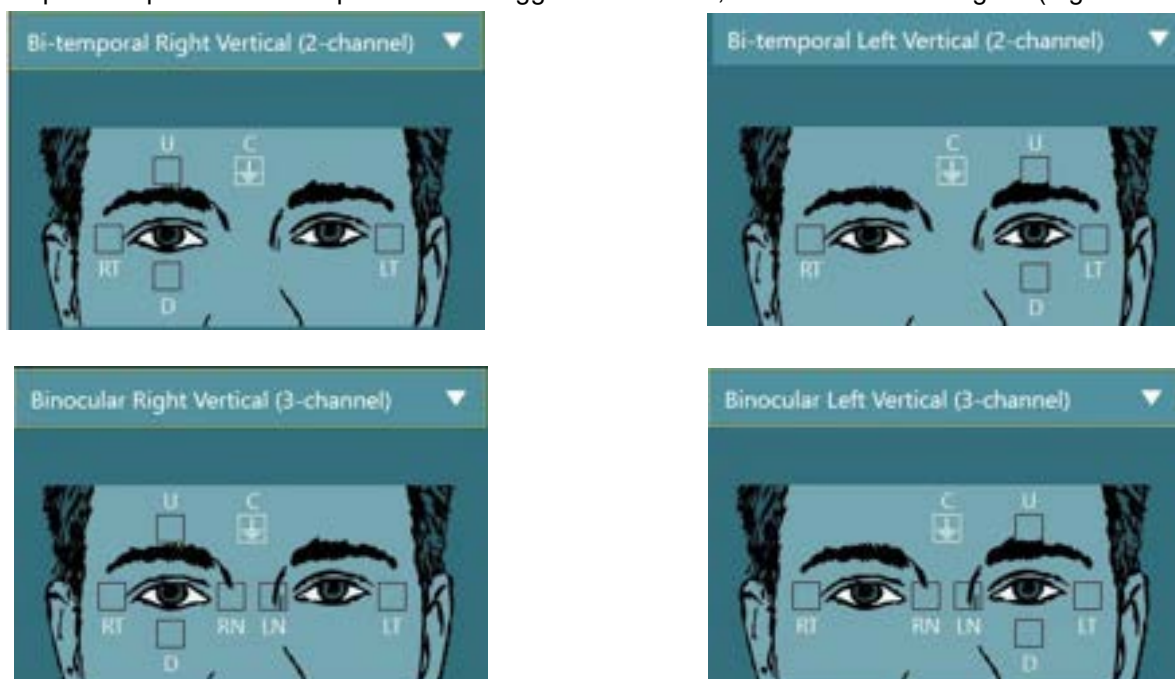 Bi-temporal Right Vertical (2-channel)
U C
RT LT
D
Bi-temporal Left Vertical (2-channel)
C U
RT LT
D
Binocular Right Vertical (3-channel)
U C
RT RN LN LT
D
Binocular Left Vertical (3-channel)
C U
RT RN LN LT
D